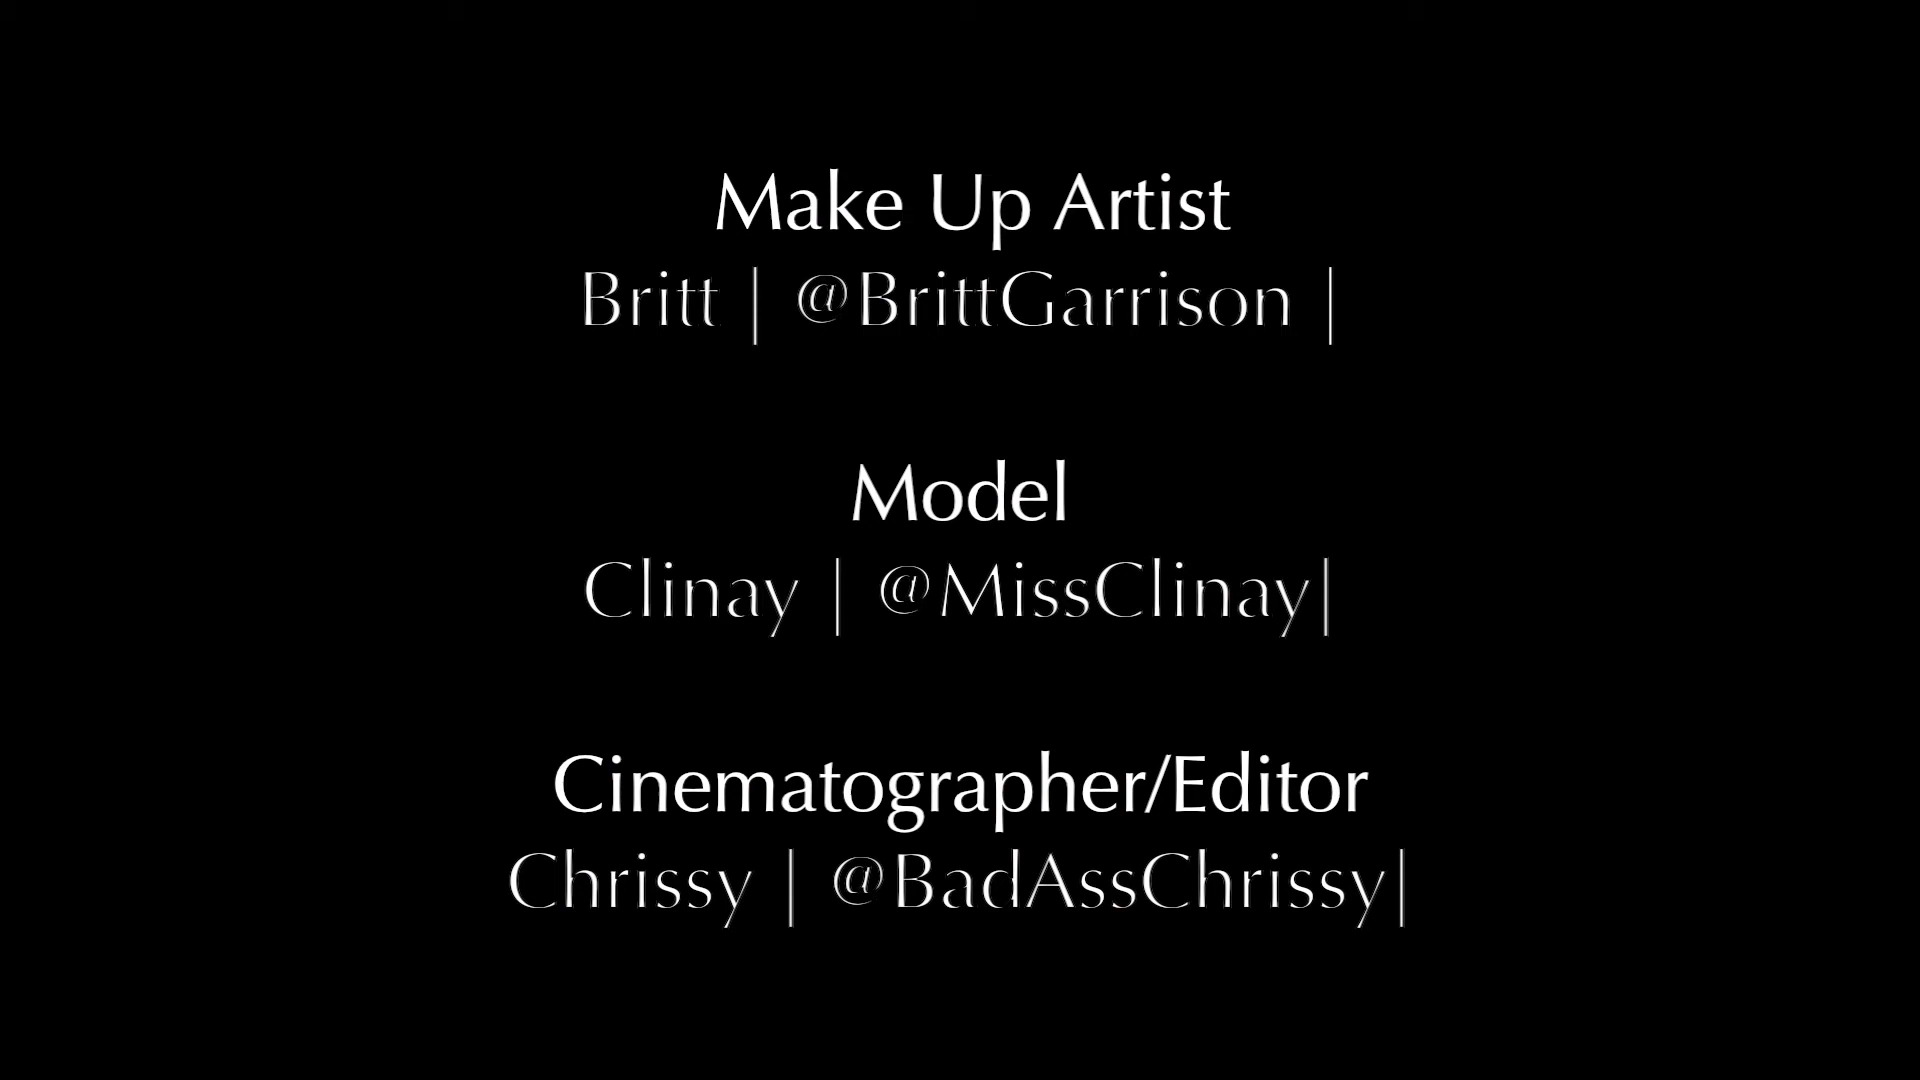 Make Up Artist
Britt | @BrittGarrison |
Model
Clinay | @MissClinay|
Cinematographer/Editor
Chrissy | @BadAssChrissy|